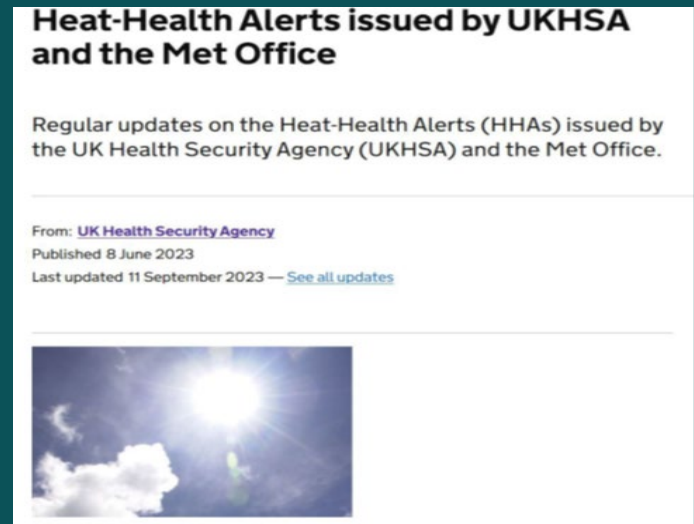 Heat-Health Alerts issued by UKHSA
and the Met Office
Regular updates on the Heat-Health Alerts (HHAs) issued by
the UK Health Security Agency (UKHSA) and the Met Office.
From: UK Health Security Agency
Published 8 June 2023
Last updated 11 September 2023 — See all updates